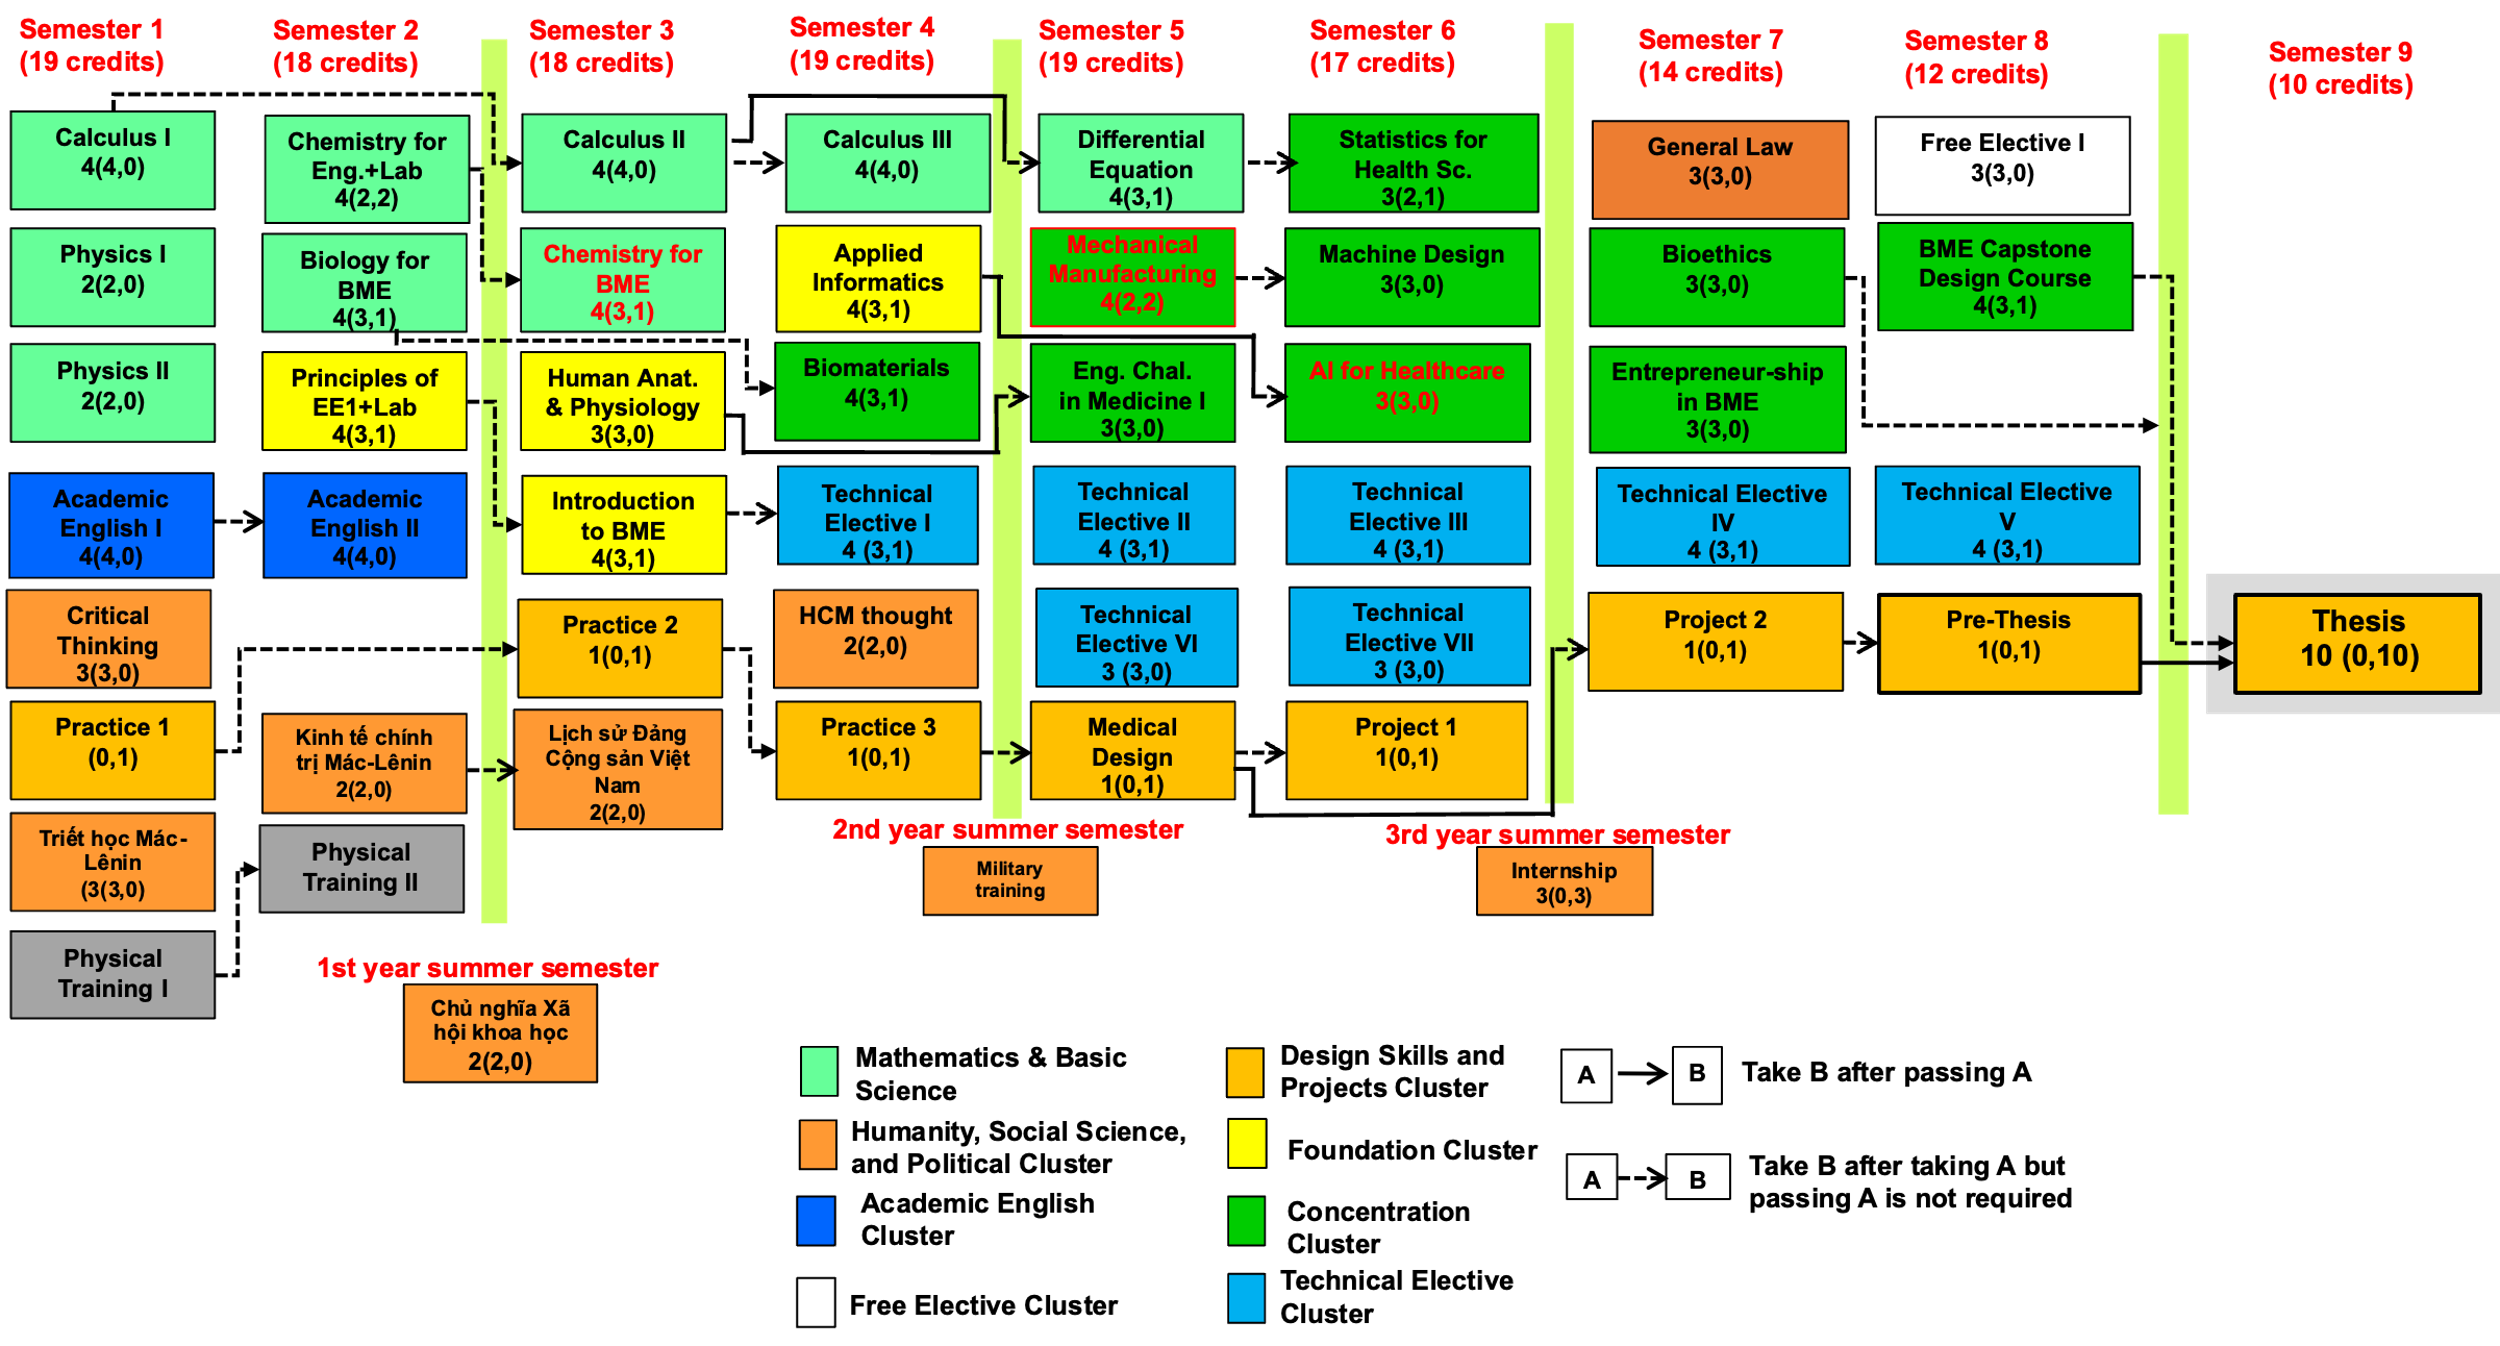 Semester 1
(19 credits)
Calculus I
4(4,0)
Physics I
2(2,0)
Physics II
2(2,0)
Academic
English I
4(4,0)
Critical
Thinking
3(3,0)
Practice 1
(0,1)
Triết học Mác-
Lênin
(3(3,0)
Physical
Training I
Semester 2
(18 credits)
Chemistry for
Eng.+Lab
4(2,2)
Biology for
BME
4(3,1)
Principles of
EE1+Lab
4(3,1)
Academic
English II
4(4,0)
Kinh tế chính
trị Mác-Lênin
2(2,0)
Physical
Training II
1st year summer semester
Chủ nghĩa Xã
hội khoa học
2(2,0)
Semester 3
(18 credits)
Calculus II
4(4,0)
Chemistry for
BME
4(3,1)
Human Anat.
& Physiology
3(3,0)
Introduction
to BME
4(3,1)
Practice 2
1(0,1)
Lịch sử Đảng
Cộng sản Việt
Nam
2(2,0)
Semester 4
(19 credits)
Calculus III
4(4,0)
Applied
Informatics
4(3,1)
Biomaterials
4(3,1)
Technical
Elective I
4 (3,1)
HCM thought
2(2,0)
Practice 3
1(0,1)
2nd year summer semester
Military
training
Semester 5
(19 credits)
Differential
Equation
4(3,1)
Mechanical
Manufacturing
4(2,2)
Eng. Chal.
in Medicine I
3(3,0)
Technical
Elective II
4 (3,1)
Technical
Elective VI
3 (3,0)
Medical
Design
1(0,1)
Semester 6
(17 credits)
Statistics for
Health Sc.
3(2,1)
Machine Design
3(3,0)
AI for Healthcare
3(3,0)
Technical
Elective III
4 (3,1)
Technical
Elective VII
3 (3,0)
Project 1
1(0,1)
3rd year summer semester
Internship
3(0,3)
Semester 7
(14 credits)
General Law
3(3,0)
Bioethics
3(3,0)
Entrepreneur-ship
in BME
3(3,0)
Technical Elective
IV
4 (3,1)
Project 2
1(0,1)
Semester 8
(12 credits)
Free Elective I
3(3,0)
BME Capstone
Design Course
4(3,1)
Technical Elective
V
4 (3,1)
Pre-Thesis
1(0,1)
Semester 9
(10 credits)
Thesis
10 (0,10)
Mathematics & Basic
Science
Humanity, Social Science,
and Political Cluster
Academic English
Cluster
Free Elective Cluster
Design Skills and
Projects Cluster
Foundation Cluster
Concentration
Cluster
Technical Elective
Cluster
A
B
Take B after passing A
A
B
Take B after taking A but
passing A is not required